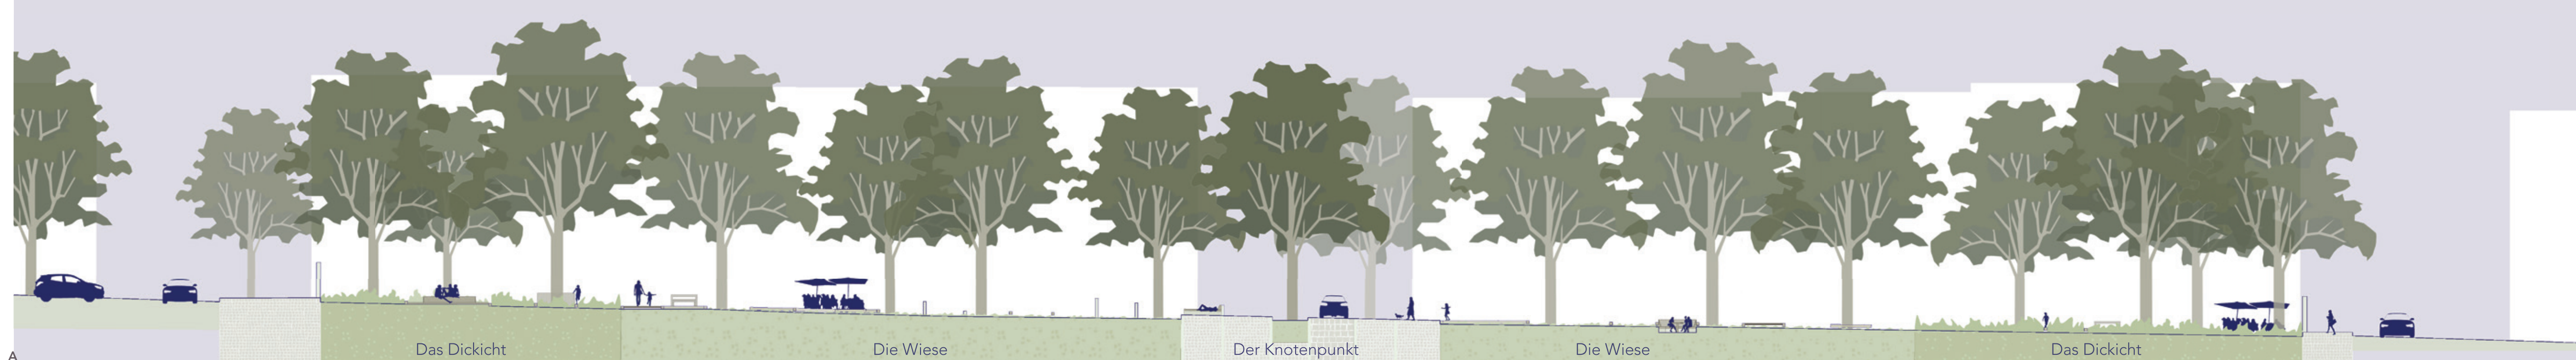 Das Dickicht
Die Wiese
Der Knotenpunkt
Die Wiese
Das Dickicht
A